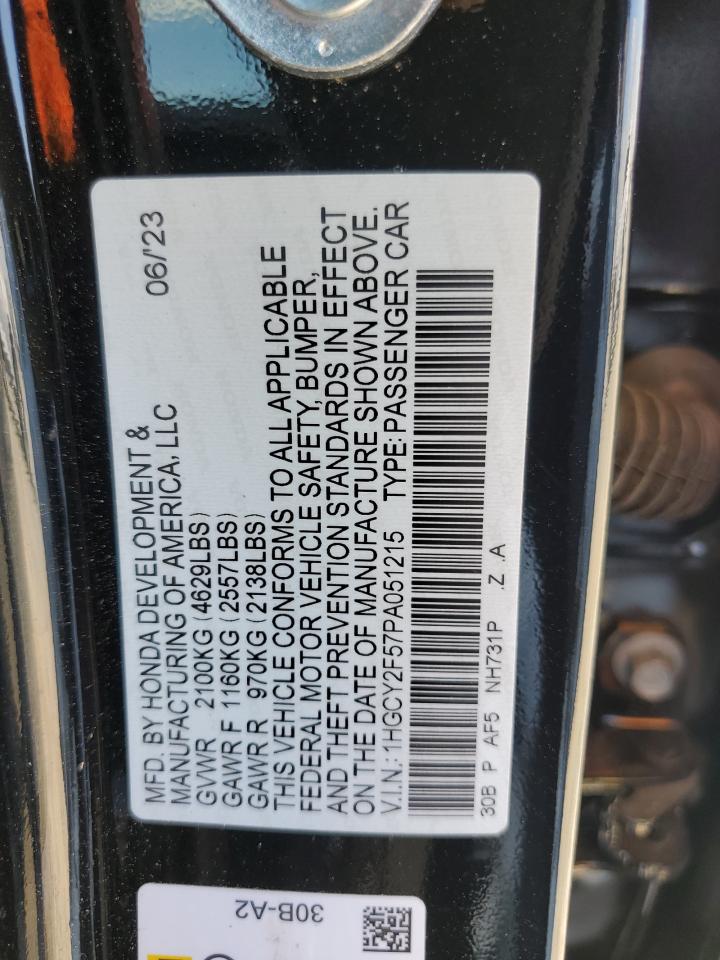 MFD. BY HONDA DEVELOPMENT &
MANUFACTURING OF AMERICA, LLC 06/'23
GVWR 2100KG (4629LBS)
GAWR F 1160KG (2557LBS)
GAWR R 970KG (2138LBS)
THIS VEHICLE CONFORMS TO ALL APPLICABLE
FEDERAL MOTOR VEHICLE SAFETY, BUMPER,
AND THEFT PREVENTION STANDARDS IN EFFECT
ON THE DATE OF MANUFACTURE SHOWN ABOVE.
V.I.N.: 1HGCY2F57PA051215 TYPE: PASSENGER CAR
30B P AF5 NH731P .Z .A
30B-A2